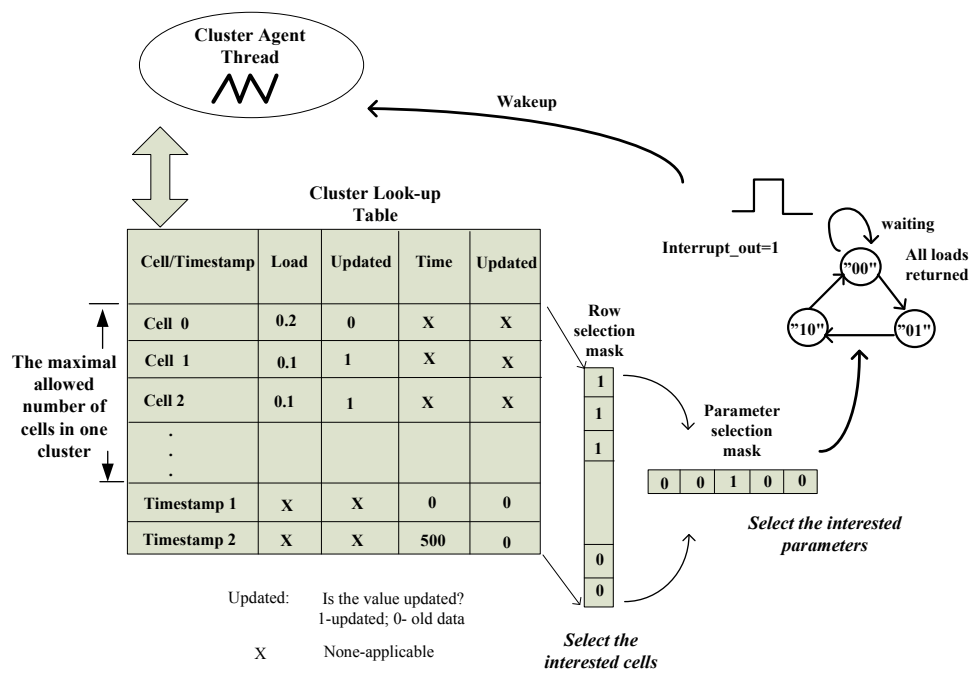 Cluster Agent
Thread
Wakeup
Cluster Look-up
Table
Interrupt_out=1
waiting
All loads
returned
"00"
"10"
"01"
Cell/Timestamp Load Updated Time Updated
Cell 0 0.2 0 X X
Cell 1 0.1 1 X X
Cell 2 0.1 1 X X
.
.
.
Timestamp 1 X X 0 0
Timestamp 2 X X 500 0
The maximal
allowed
number of
cells in one
cluster
Row
selection
mask
1
1
1
0
0
Parameter
selection
mask
0 0 1 0 0
Select the interested
parameters
Select the
interested cells
Updated: Is the value updated?
1-updated; 0- old data
X None-applicable